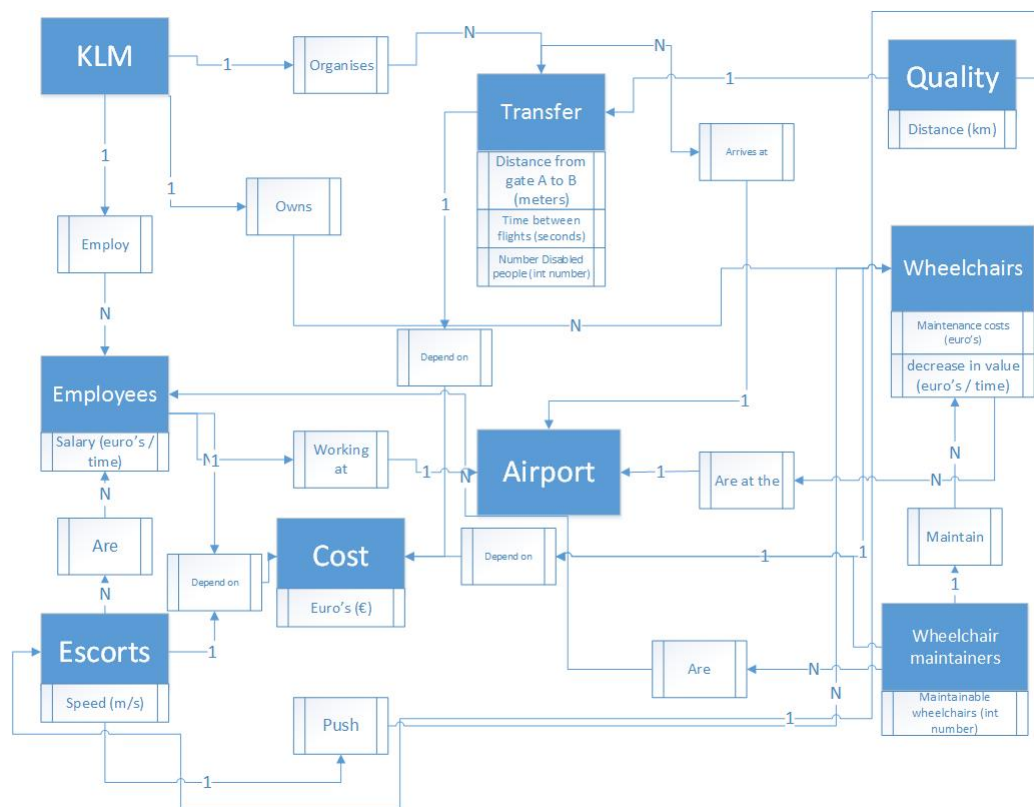 KLM
1
Organises
N
N
1
Quality
Distance (km)
Transfer
Distance from
gate A to B
(meters)
Time between
flights (seconds)
Number Disabled
people (int number)
Arrives at
1
1
1
Owns
Employ
N
N
Depend on
Wheelchairs
Maintenance costs
(euro's)
decrease in value
(euro's / time)
Employees
Salary (euro's /
time)
1
N
Working
at
1
N
Airport
1
1
Are at the
N
1
N
Maintain
1
N
Are
N
Depend on
Cost
Euro's (€)
Depend on
1
Escorts
Speed (m/s)
1
Are
N
N
Wheelchair
maintainers
Maintainable
wheelchairs (int
number)
Push
1
1